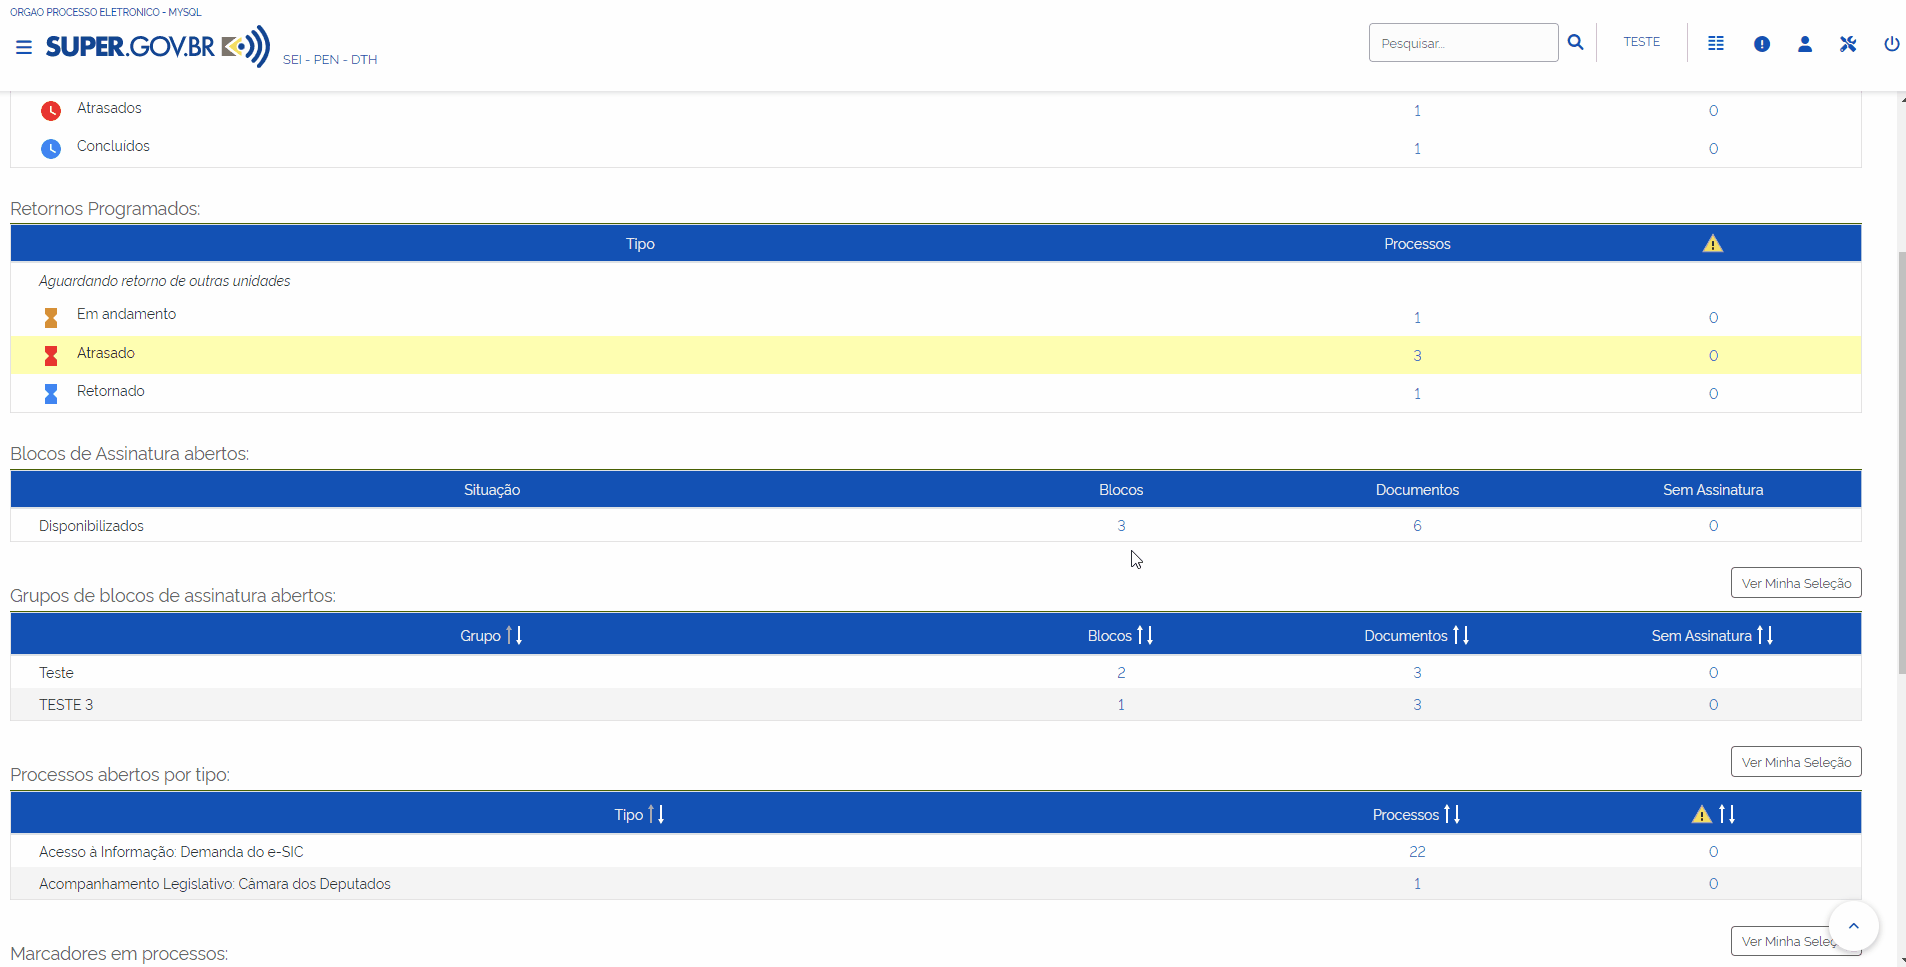 ORGAO PROCESSO ELETRONICO - MYSQL
SUPER.GOV.BR SEI - PEN - DTH Pesquisar... TESTE
Atrasados 1 0
Concluídos 1 0
Retornos Programados:
Tipo Processos
Aguardando retorno de outras unidades
Em andamento 1 0
Atrasado 3 0
Retornado 1 0
Blocos de Assinatura abertos:
Situação Blocos Documentos Sem Assinatura
Disponibilizados 3 6 0
Ver Minha Seleção
Grupos de blocos de assinatura abertos:
Grupo Blocos Documentos Sem Assinatura
Teste 2 3 0
TESTE 3 1 3 0
Ver Minha Seleção
Processos abertos por tipo:
Tipo Processos
Acesso à Informação: Demanda do e-SIC 22 0
Acompanhamento Legislativo: Câmara dos Deputados 1 0
Ver Minha Sele
Marcadores em processos: